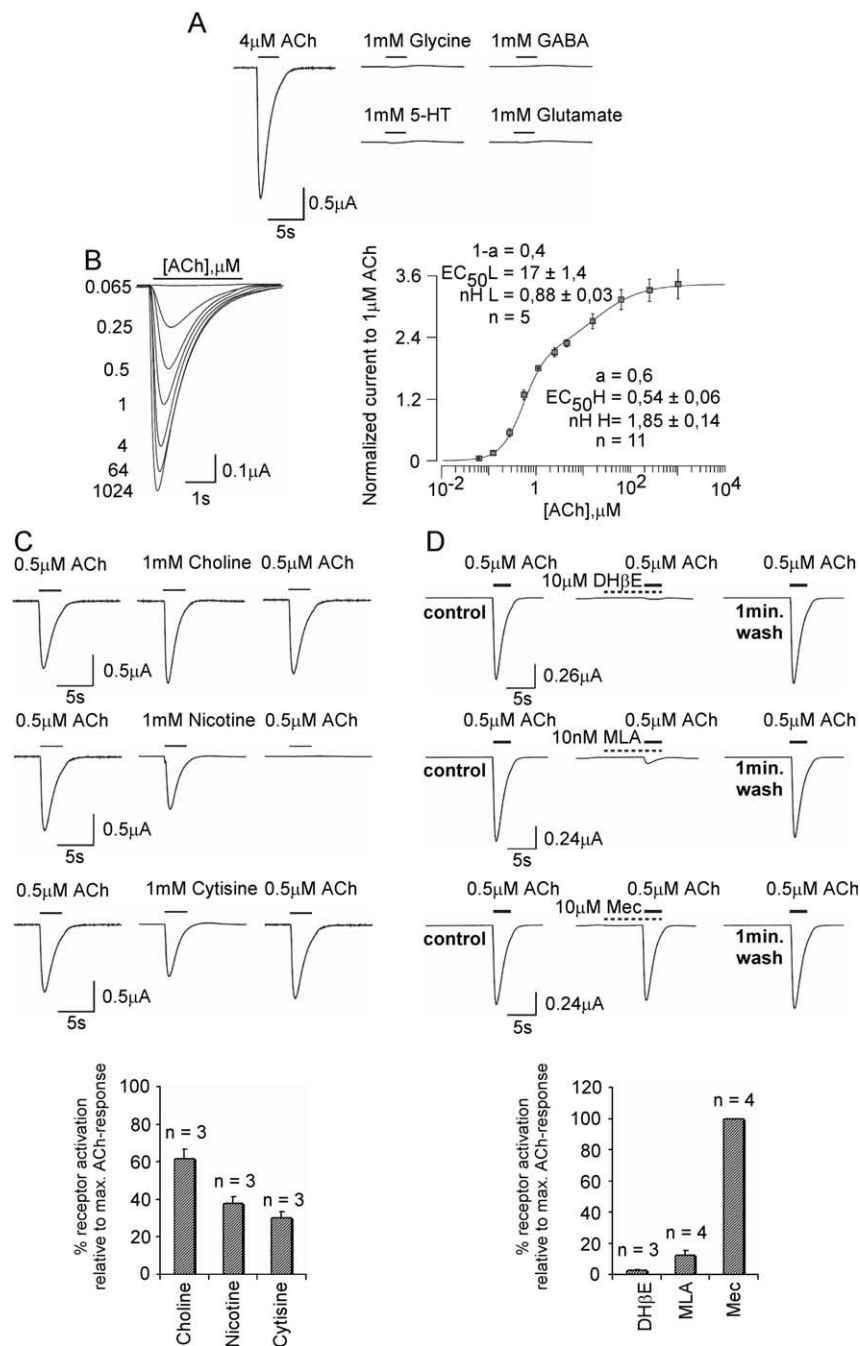 A
4μM ACh
1mM Glycine
1mM GABA
1mM 5-HT
1mM Glutamate
0.5μA
5s
B
[ACh],μM
0.065
0.25
0.5
1
4
64
1024
0.1μA
1s
Normalized current to 1μM ACh
3.6
2.4
1.2
0
1-a = 0,4
EC50L = 17 ± 1,4
nH L = 0,88 ± 0,03
n = 5
a = 0,6
EC50H = 0,54 ± 0,06
nH H= 1,85 ± 0,14
n = 11
10-2 1 102 104
[ACh],μM
C
0.5μM ACh 1mM Choline 0.5μM ACh
0.5μA
5s
0.5μM ACh 1mM Nicotine 0.5μM ACh
0.5μA
5s
0.5μM ACh 1mM Cytisine 0.5μM ACh
0.5μA
5s
% receptor activation
relative to max. ACh-response
100
80
60
40
20
0
n = 3
n = 3
n = 3
Choline
Nicotine
Cytisine
D
0.5μM ACh 0.5μM ACh 0.5μM ACh
10μM DHβE
control
1min.
wash
0.26μA
5s
0.5μM ACh 0.5μM ACh 0.5μM ACh
10nM MLA
control
1min.
wash
0.24μA
5s
0.5μM ACh 0.5μM ACh 0.5μM ACh
10μM Mec
control
1min.
wash
0.24μA
5s
% receptor activation
relative to max. ACh-response
120
100
80
60
40
20
0
n = 3
n = 4
n = 4
DHβE
MLA
Mec